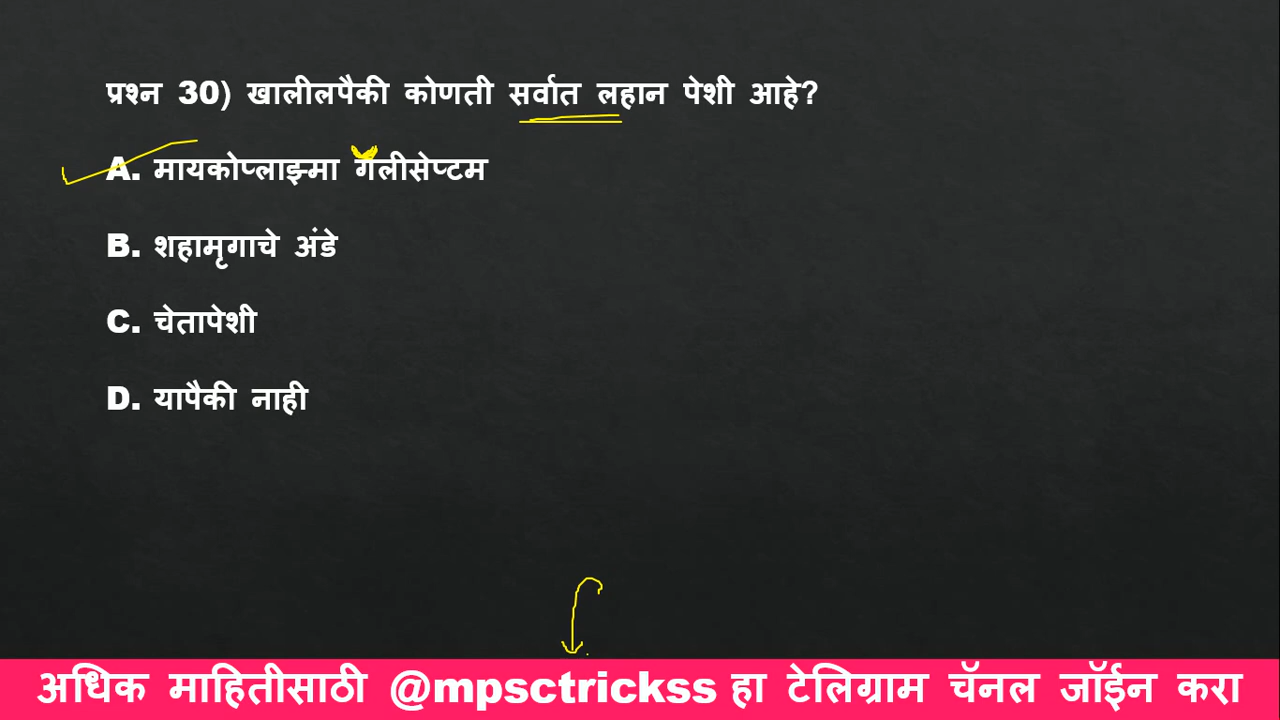 प्रश्न 30) खालीलपैकी कोणती सर्वात लहान पेशी आहे?
A. मायकोप्लाझ्मा गॅलीसेप्टम
B. शहामृगाचे अंडे
C. चेतापेशी
D. यापैकी नाही
अधिक माहितीसाठी @mpsctrickss हा टेलिग्राम चॅनल जॉईन करा